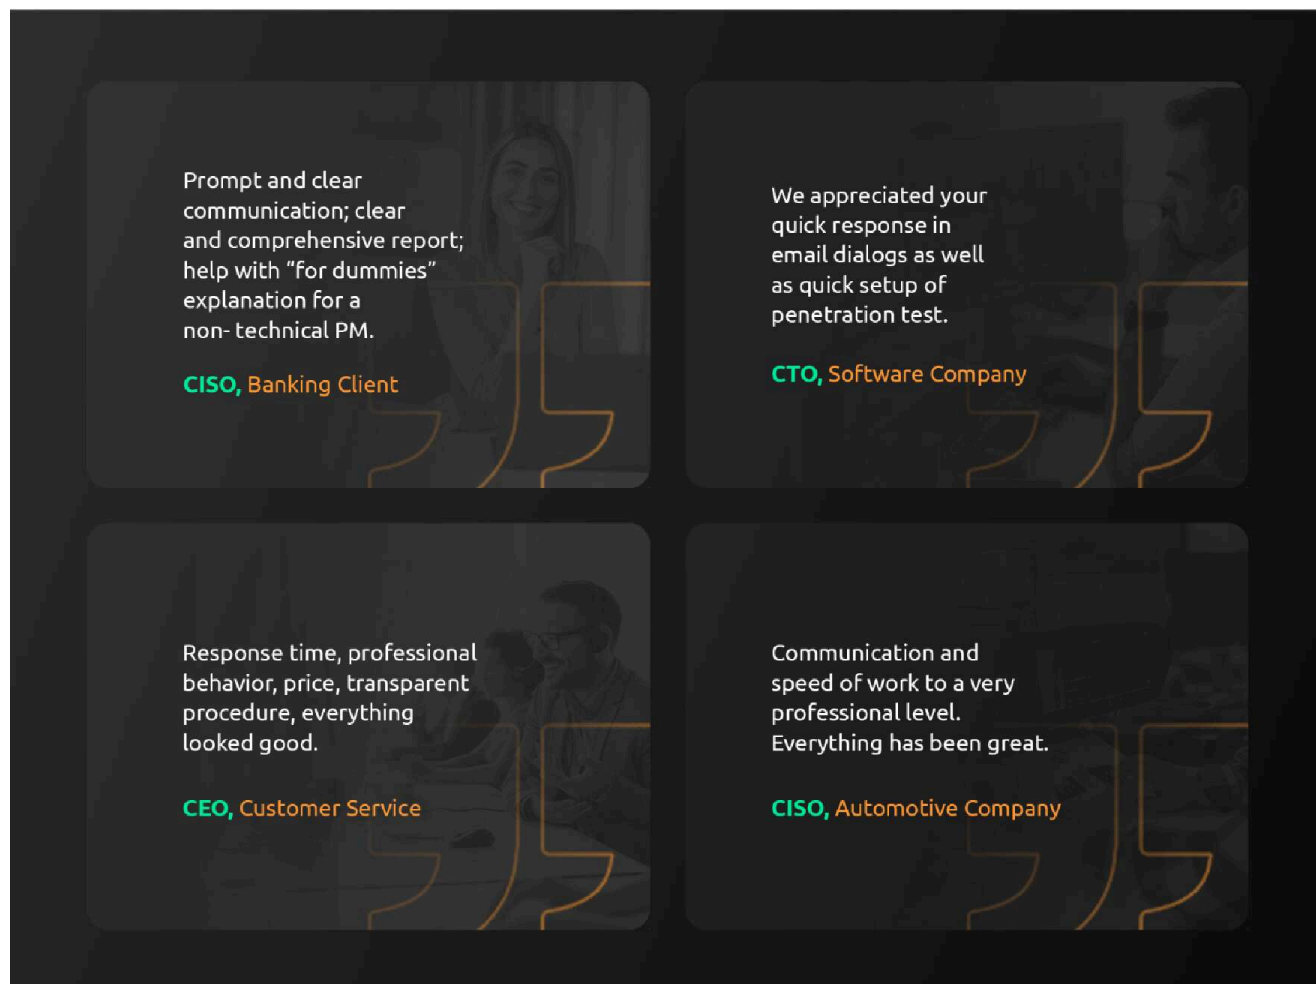 Prompt and clear
communication; clear
and comprehensive report;
help with “for dummies”
explanation for a
non- technical PM.
CISO, Banking Client
We appreciated your
quick response in
email dialogs as well
as quick setup of
penetration test.
CTO, Software Company
Response time, professional
behavior, price, transparent
procedure, everything
looked good.
CEO, Customer Service
Communication and
speed of work to a very
professional level.
Everything has been great.
CISO, Automotive Company